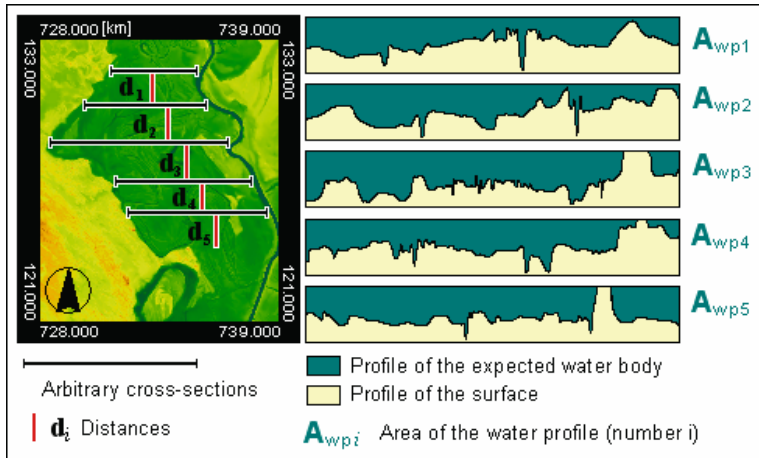 728.000 [km] 739.000
133.000
133.000
d1
d2
d3
d4
d5
121.000
121.000
728.000 739.000
Awp1
Awp2
Awp3
Awp4
Awp5
Arbitrary cross-sections
di Distances
Profile of the expected water body
Profile of the surface
Awpi Area of the water profile (number i)